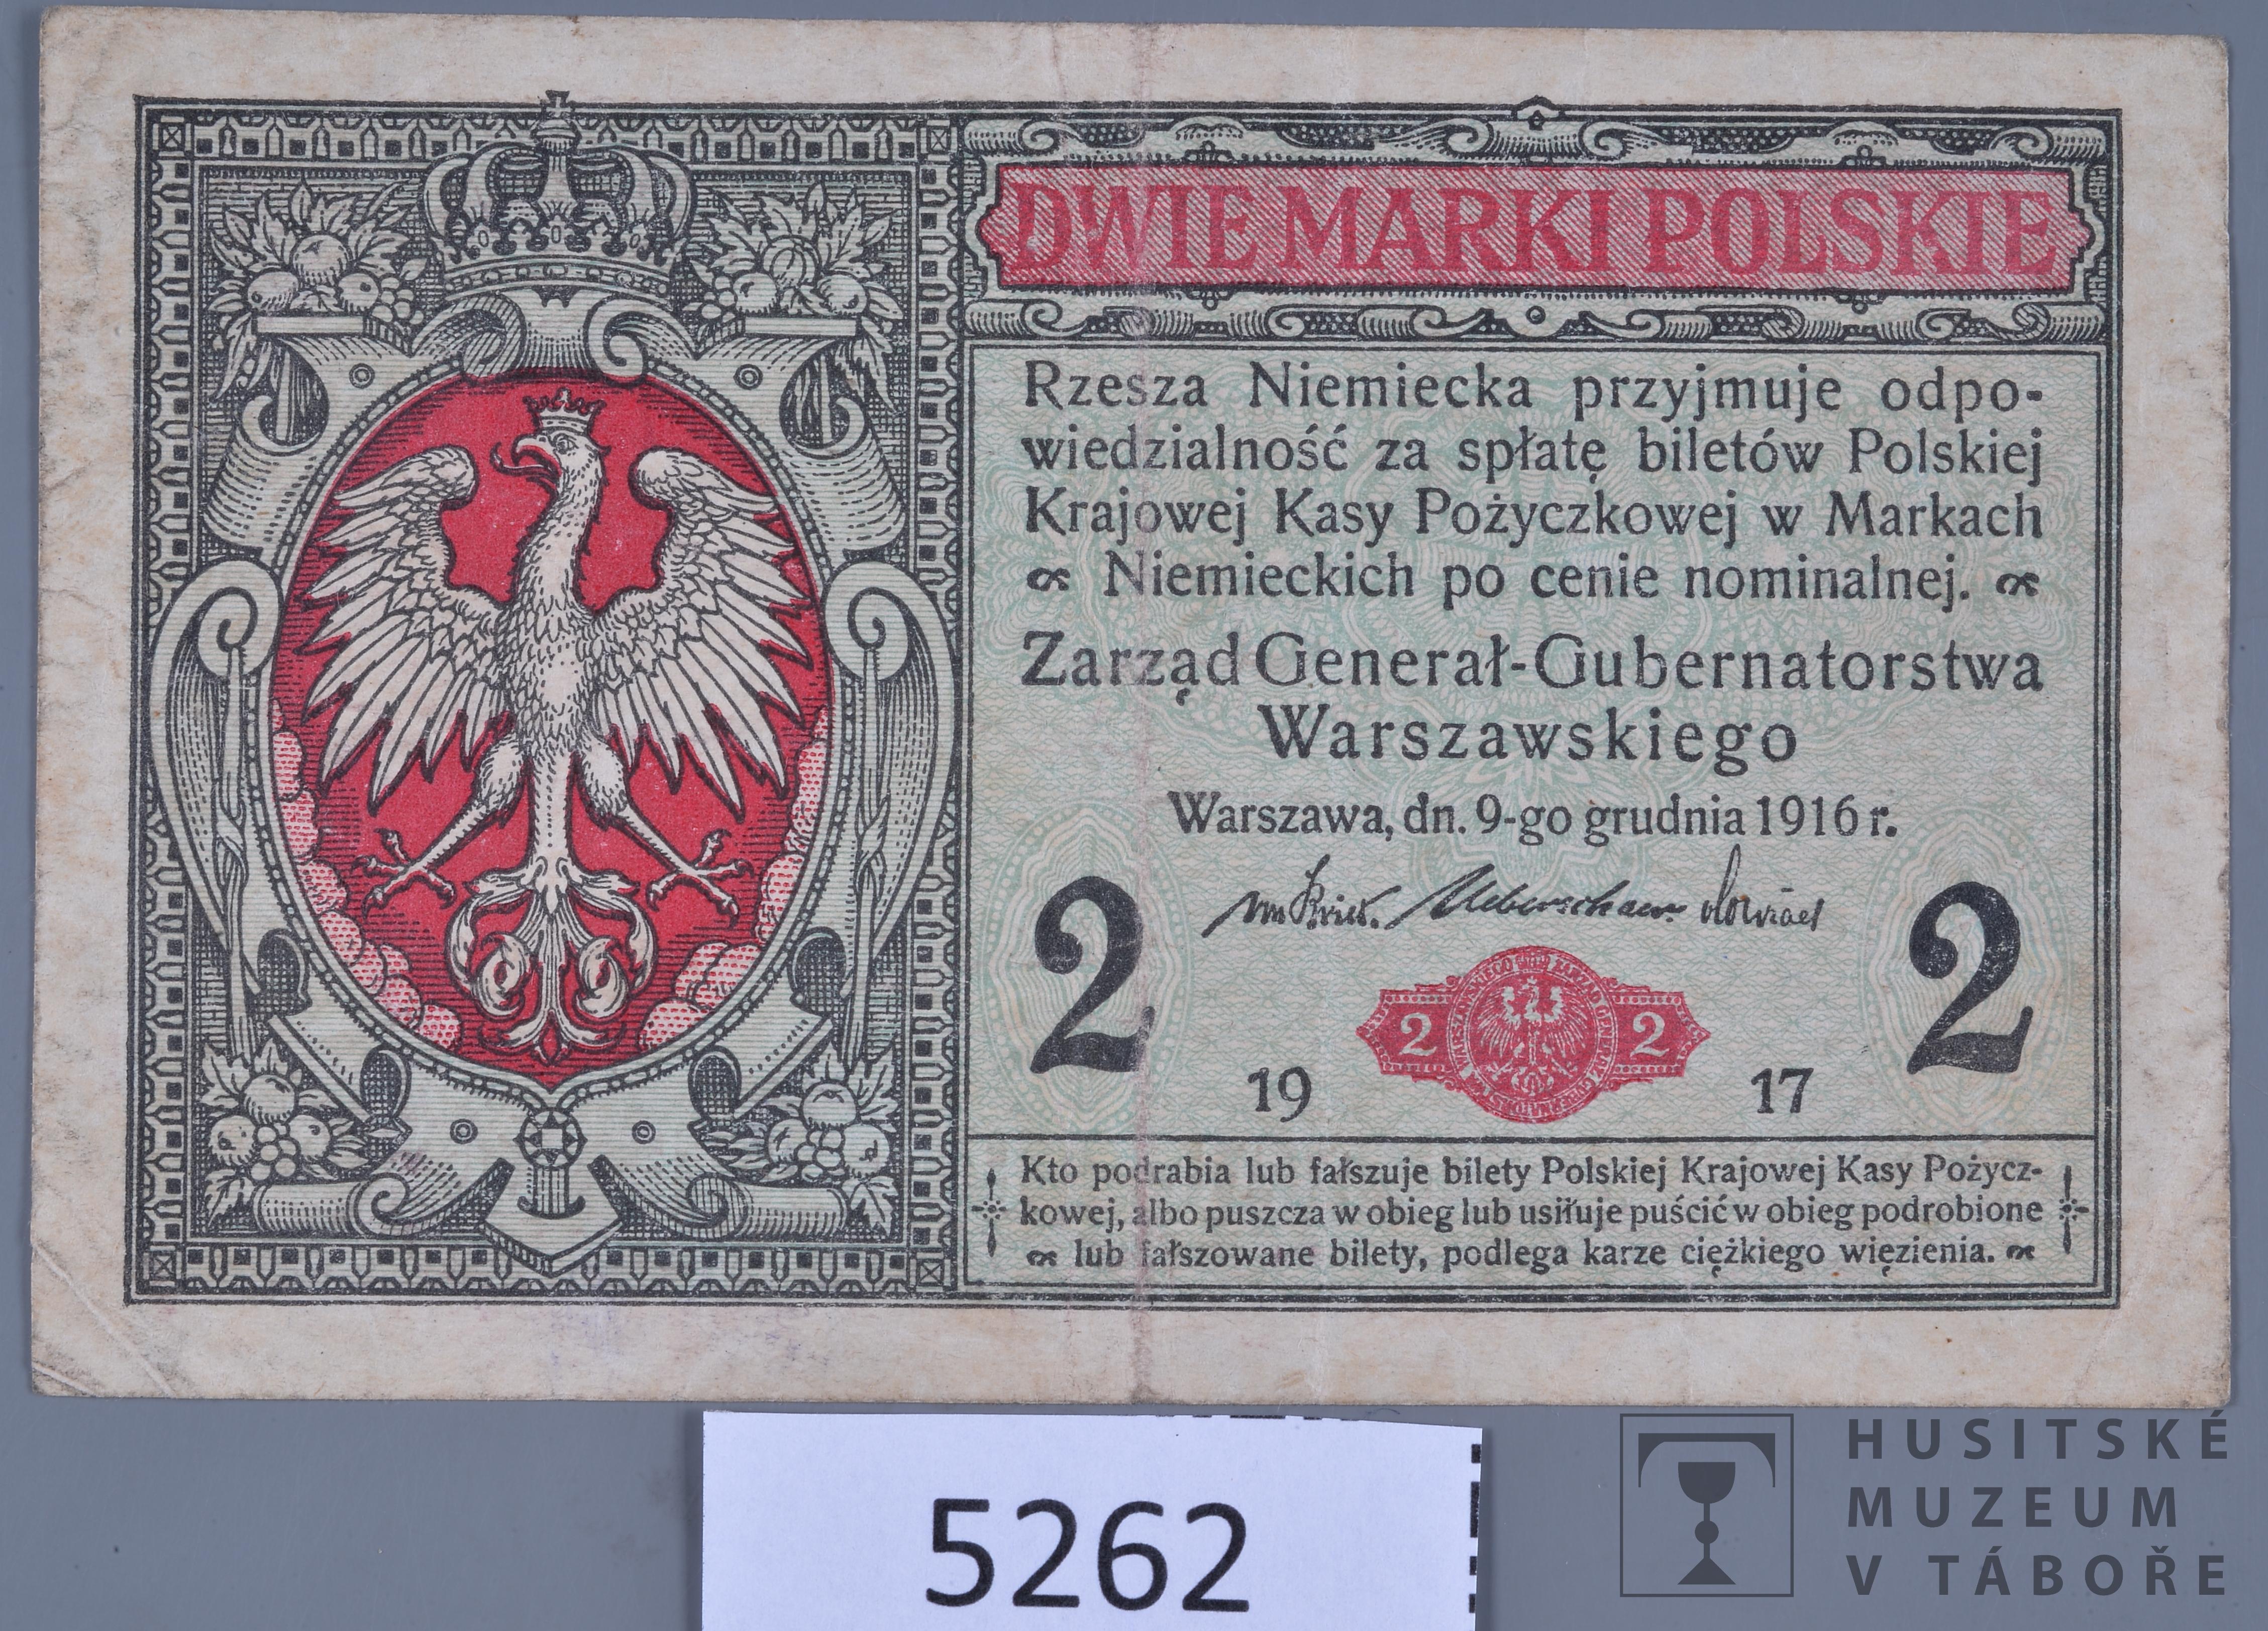 DWIE MARKI POLSKIE
Rzesza Niemiecka przyjmuje odpo-
wiedzialność za spłatę biletów Polskiej
Krajowej Kasy Pożyczkowej w Markach
Niemieckich po cenie nominalnej.
Zarząd Generał-Gubernatorstwa
Warszawskiego
Warszawa, dn. 9-go grudnia 1916 r.
2 2
2 2
19 17
Kto podrabia lub fałszuje bilety Polskiej Krajowej Kasy Pożycz-
kowej, albo puszcza w obieg lub usiłuje puścić w obieg podrobione
lub fałszowane bilety, podlega karze ciężkiego więzienia.
5262
HUSITSKÉ
MUZEUM
V TÁBOŘE